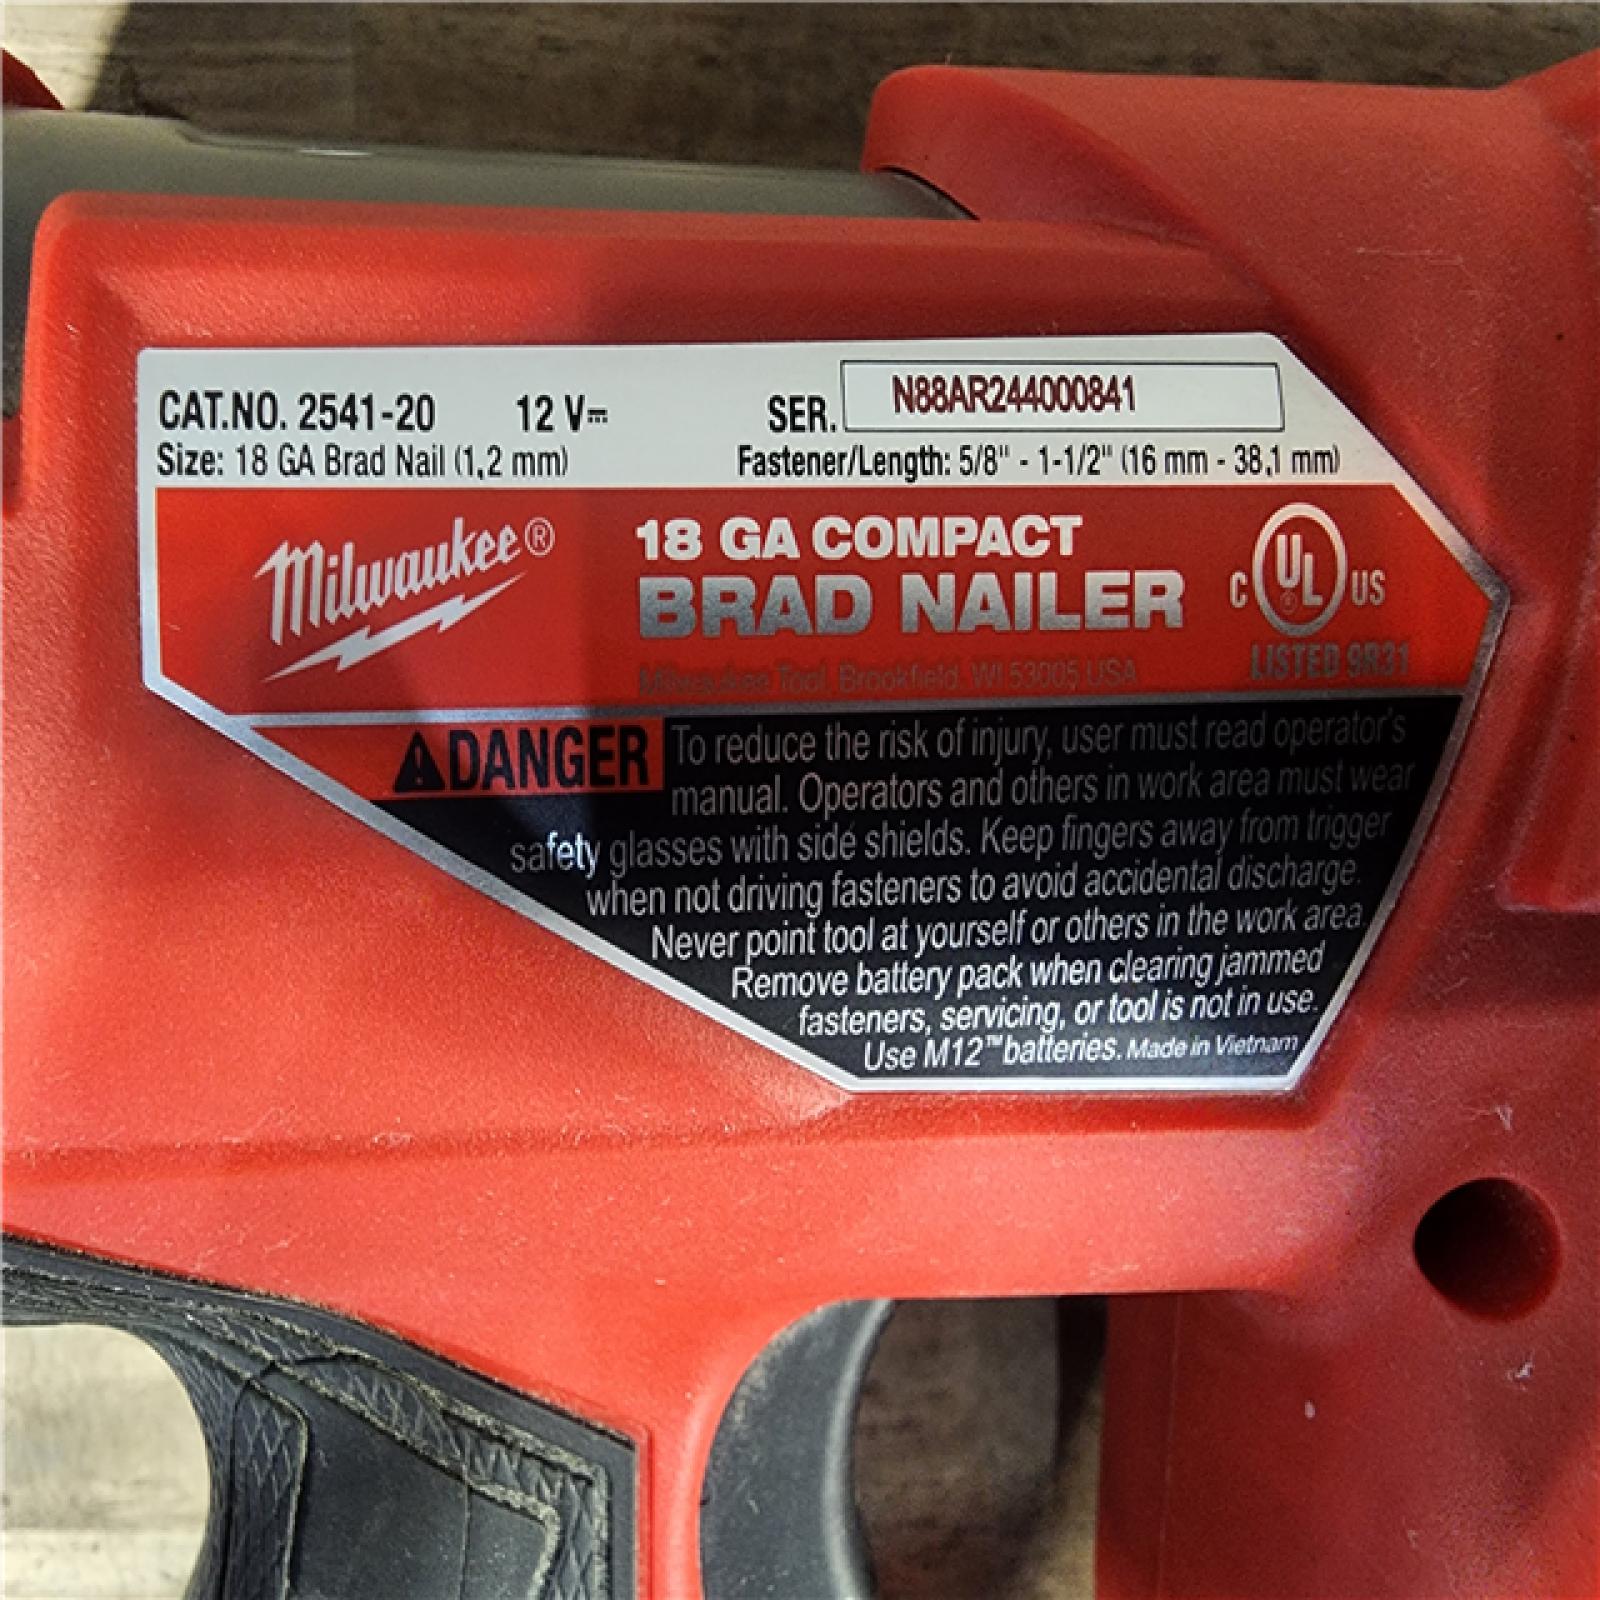 CAT.NO. 2541-20 12 V⎓ SER. N88AR244000841
Size: 18 GA Brad Nail (1,2 mm) Fastener/Length: 5/8" - 1-1/2" (16 mm - 38,1 mm)
Milwaukee®
18 GA COMPACT
BRAD NAILER
C UL® US
LISTED 9R31
Milwaukee Tool, Brookfield, WI 53005 USA
DANGER To reduce the risk of injury, user must read operator's
manual. Operators and others in work area must wear
safety glasses with side shields. Keep fingers away from trigger
when not driving fasteners to avoid accidental discharge.
Never point tool at yourself or others in the work area.
Remove battery pack when clearing jammed
fasteners, servicing, or tool is not in use.
Use M12™ batteries. Made in Vietnam